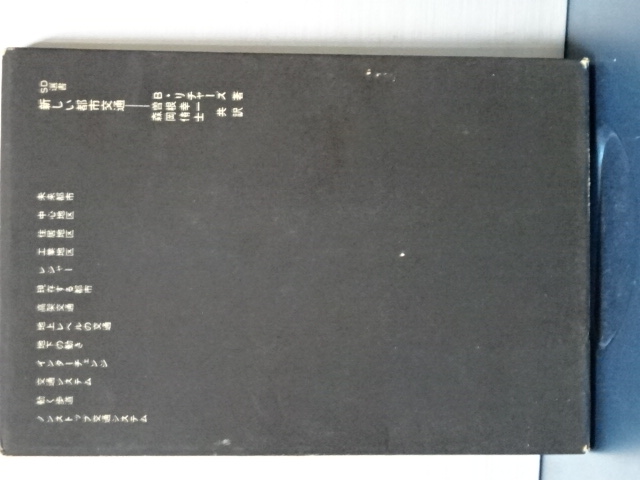 SD選書
新しい都市交通
B・リチャーズ著
曽根幸一
森岡侑士 共訳
未来都市
中心地区
住居地区
工業地区
レジャー
現存する都市
高架交通
地上レベルの交通
地下の動き
インターチェンジ
交通システム
動く歩道
ノンストップ交通システム